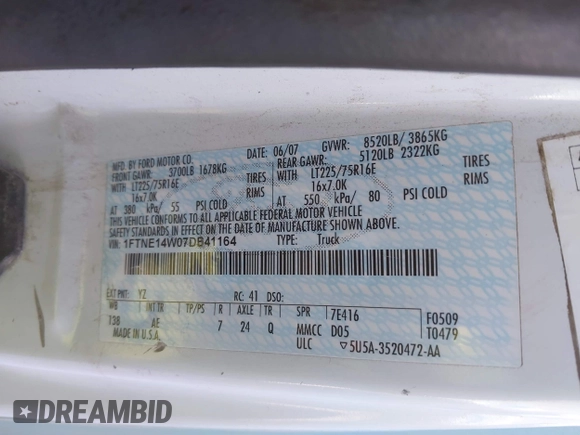 MFD. BY FORD MOTOR CO.
DATE: 06/07 GVWR: 8520LB/ 3865KG
FRONT GAWR: 3700LB 1678KG REAR GAWR: 5120LB 2322KG
WITH LT225/75R16E TIRES WITH LT225/75R16E TIRES
16x7.0K RIMS 16x7.0K RIMS
AT 380 kPa/ 55 PSI COLD AT 550 kPa/ 80 PSI COLD
THIS VEHICLE CONFORMS TO ALL APPLICABLE FEDERAL MOTOR VEHICLE
SAFETY STANDARDS IN EFFECT ON THE DATE OF MANUFACTURE SHOWN ABOVE.
VIN: 1FTNE14W07DB41164 TYPE: Truck
EXT PNT: YZ RC: 41 DSO:
WB INT TR TP/PS R AXLE TR SPR 7E416 F0509
138 AE 7 24 Q MMCC D05 T0479
MADE IN U.S.A. ULC ▽5U5A-3520472-AA
DREAMBID